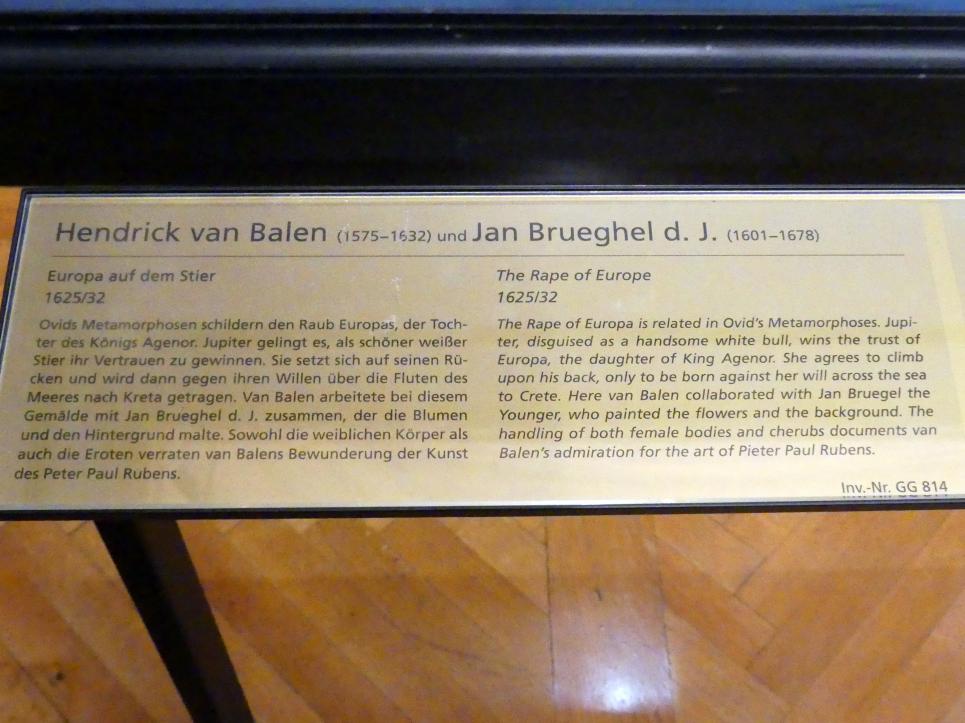 Hendrick van Balen (1575–1632) und Jan Brueghel d. J. (1601–1678)
Europa auf dem Stier
1625/32
Ovids Metamorphosen schildern den Raub Europas, der Toch-
ter des Königs Agenor. Jupiter gelingt es, als schöner weißer
Stier ihr Vertrauen zu gewinnen. Sie setzt sich auf seinen Rü-
cken und wird dann gegen ihren Willen über die Fluten des
Meeres nach Kreta getragen. Van Balen arbeitete bei diesem
Gemälde mit Jan Brueghel d. J. zusammen, der die Blumen
und den Hintergrund malte. Sowohl die weiblichen Körper als
auch die Eroten verraten van Balens Bewunderung der Kunst
des Peter Paul Rubens.
The Rape of Europe
1625/32
The Rape of Europa is related in Ovid's Metamorphoses. Jupi-
ter, disguised as a handsome white bull, wins the trust of
Europa, the daughter of King Agenor. She agrees to climb
upon his back, only to be born against her will across the sea
to Crete. Here van Balen collaborated with Jan Bruegel the
Younger, who painted the flowers and the background. The
handling of both female bodies and cherubs documents van
Balen's admiration for the art of Pieter Paul Rubens.
Inv.-Nr. GG 814